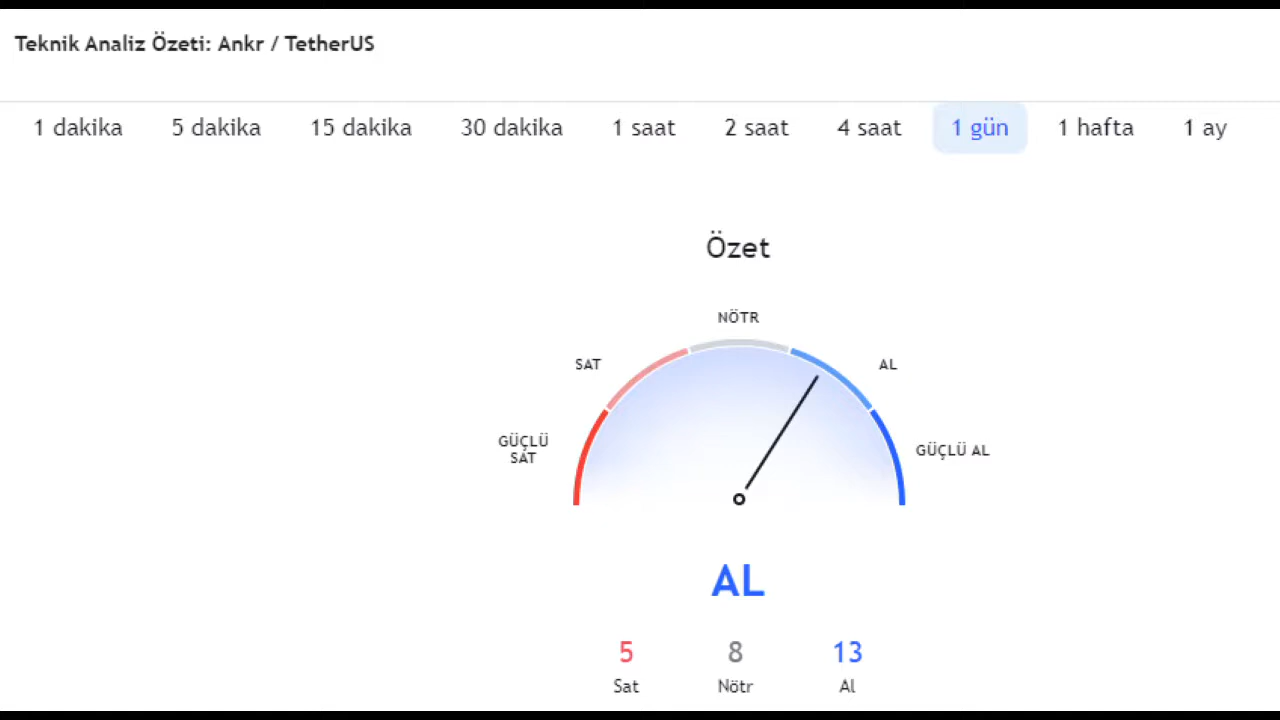 Teknik Analiz Özeti: Ankr / TetherUS
1 dakika 5 dakika 15 dakika 30 dakika 1 saat 2 saat 4 saat 1 gün 1 hafta 1 ay
Özet
NÖTR
SAT AL
GÜÇLÜ
SAT
GÜÇLÜ AL
AL
5 8 13
Sat Nötr Al